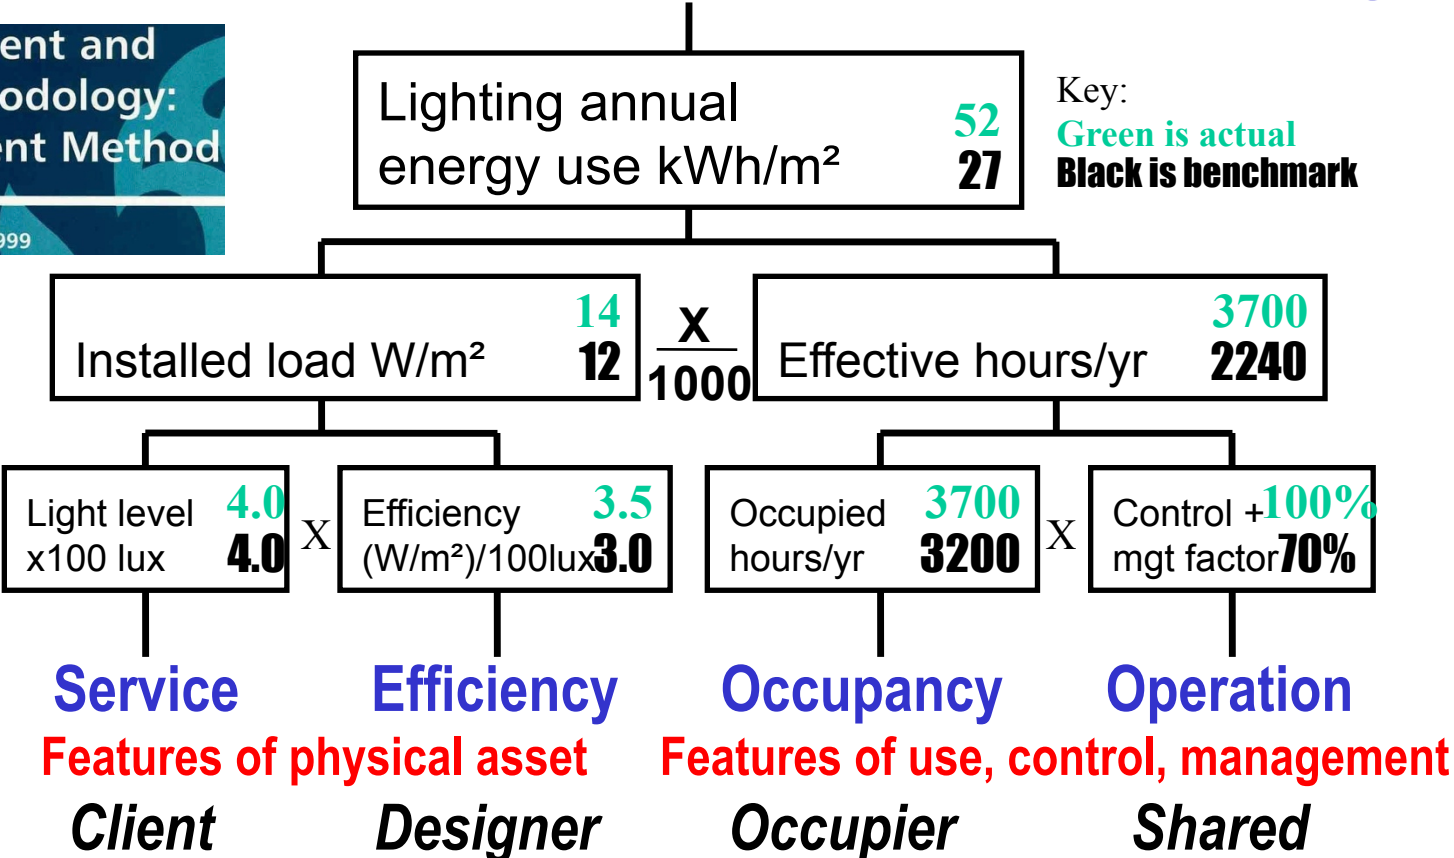 ent and
odology:
ent Method
999
Lighting annual 52
energy use kWh/m² 27
Key:
Green is actual
Black is benchmark
14
Installed load W/m² 12
X
1000
3700
Effective hours/yr 2240
Light level 4.0
x100 lux 4.0
X
Efficiency 3.5
(W/m²)/100lux 3.0
Occupied 3700
hours/yr 3200
X
Control + 100%
mgt factor 70%
Service Efficiency Occupancy Operation
Features of physical asset Features of use, control, management
Client Designer Occupier Shared